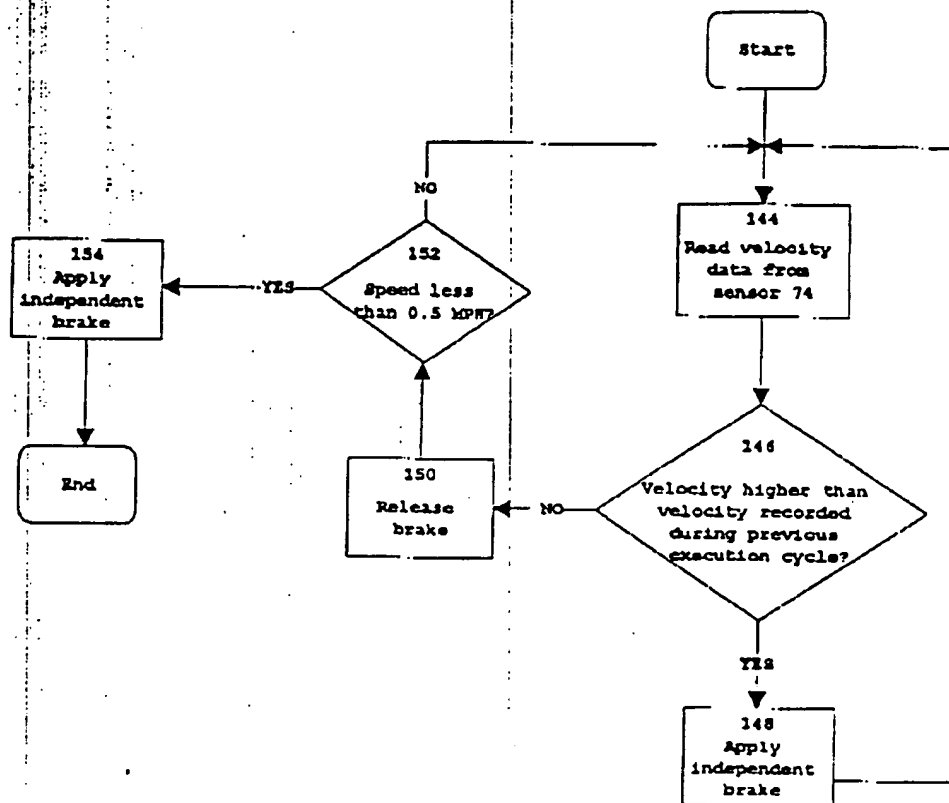 Start
144
Read velocity
data from
sensor 74
146
Velocity higher than
velocity recorded
during previous
execution cycle?
YES
148
Apply
independent
brake
NO
150
Release
brake
152
Speed less
than 0.5 MPH?
NO
YES
154
Apply
independent
brake
End